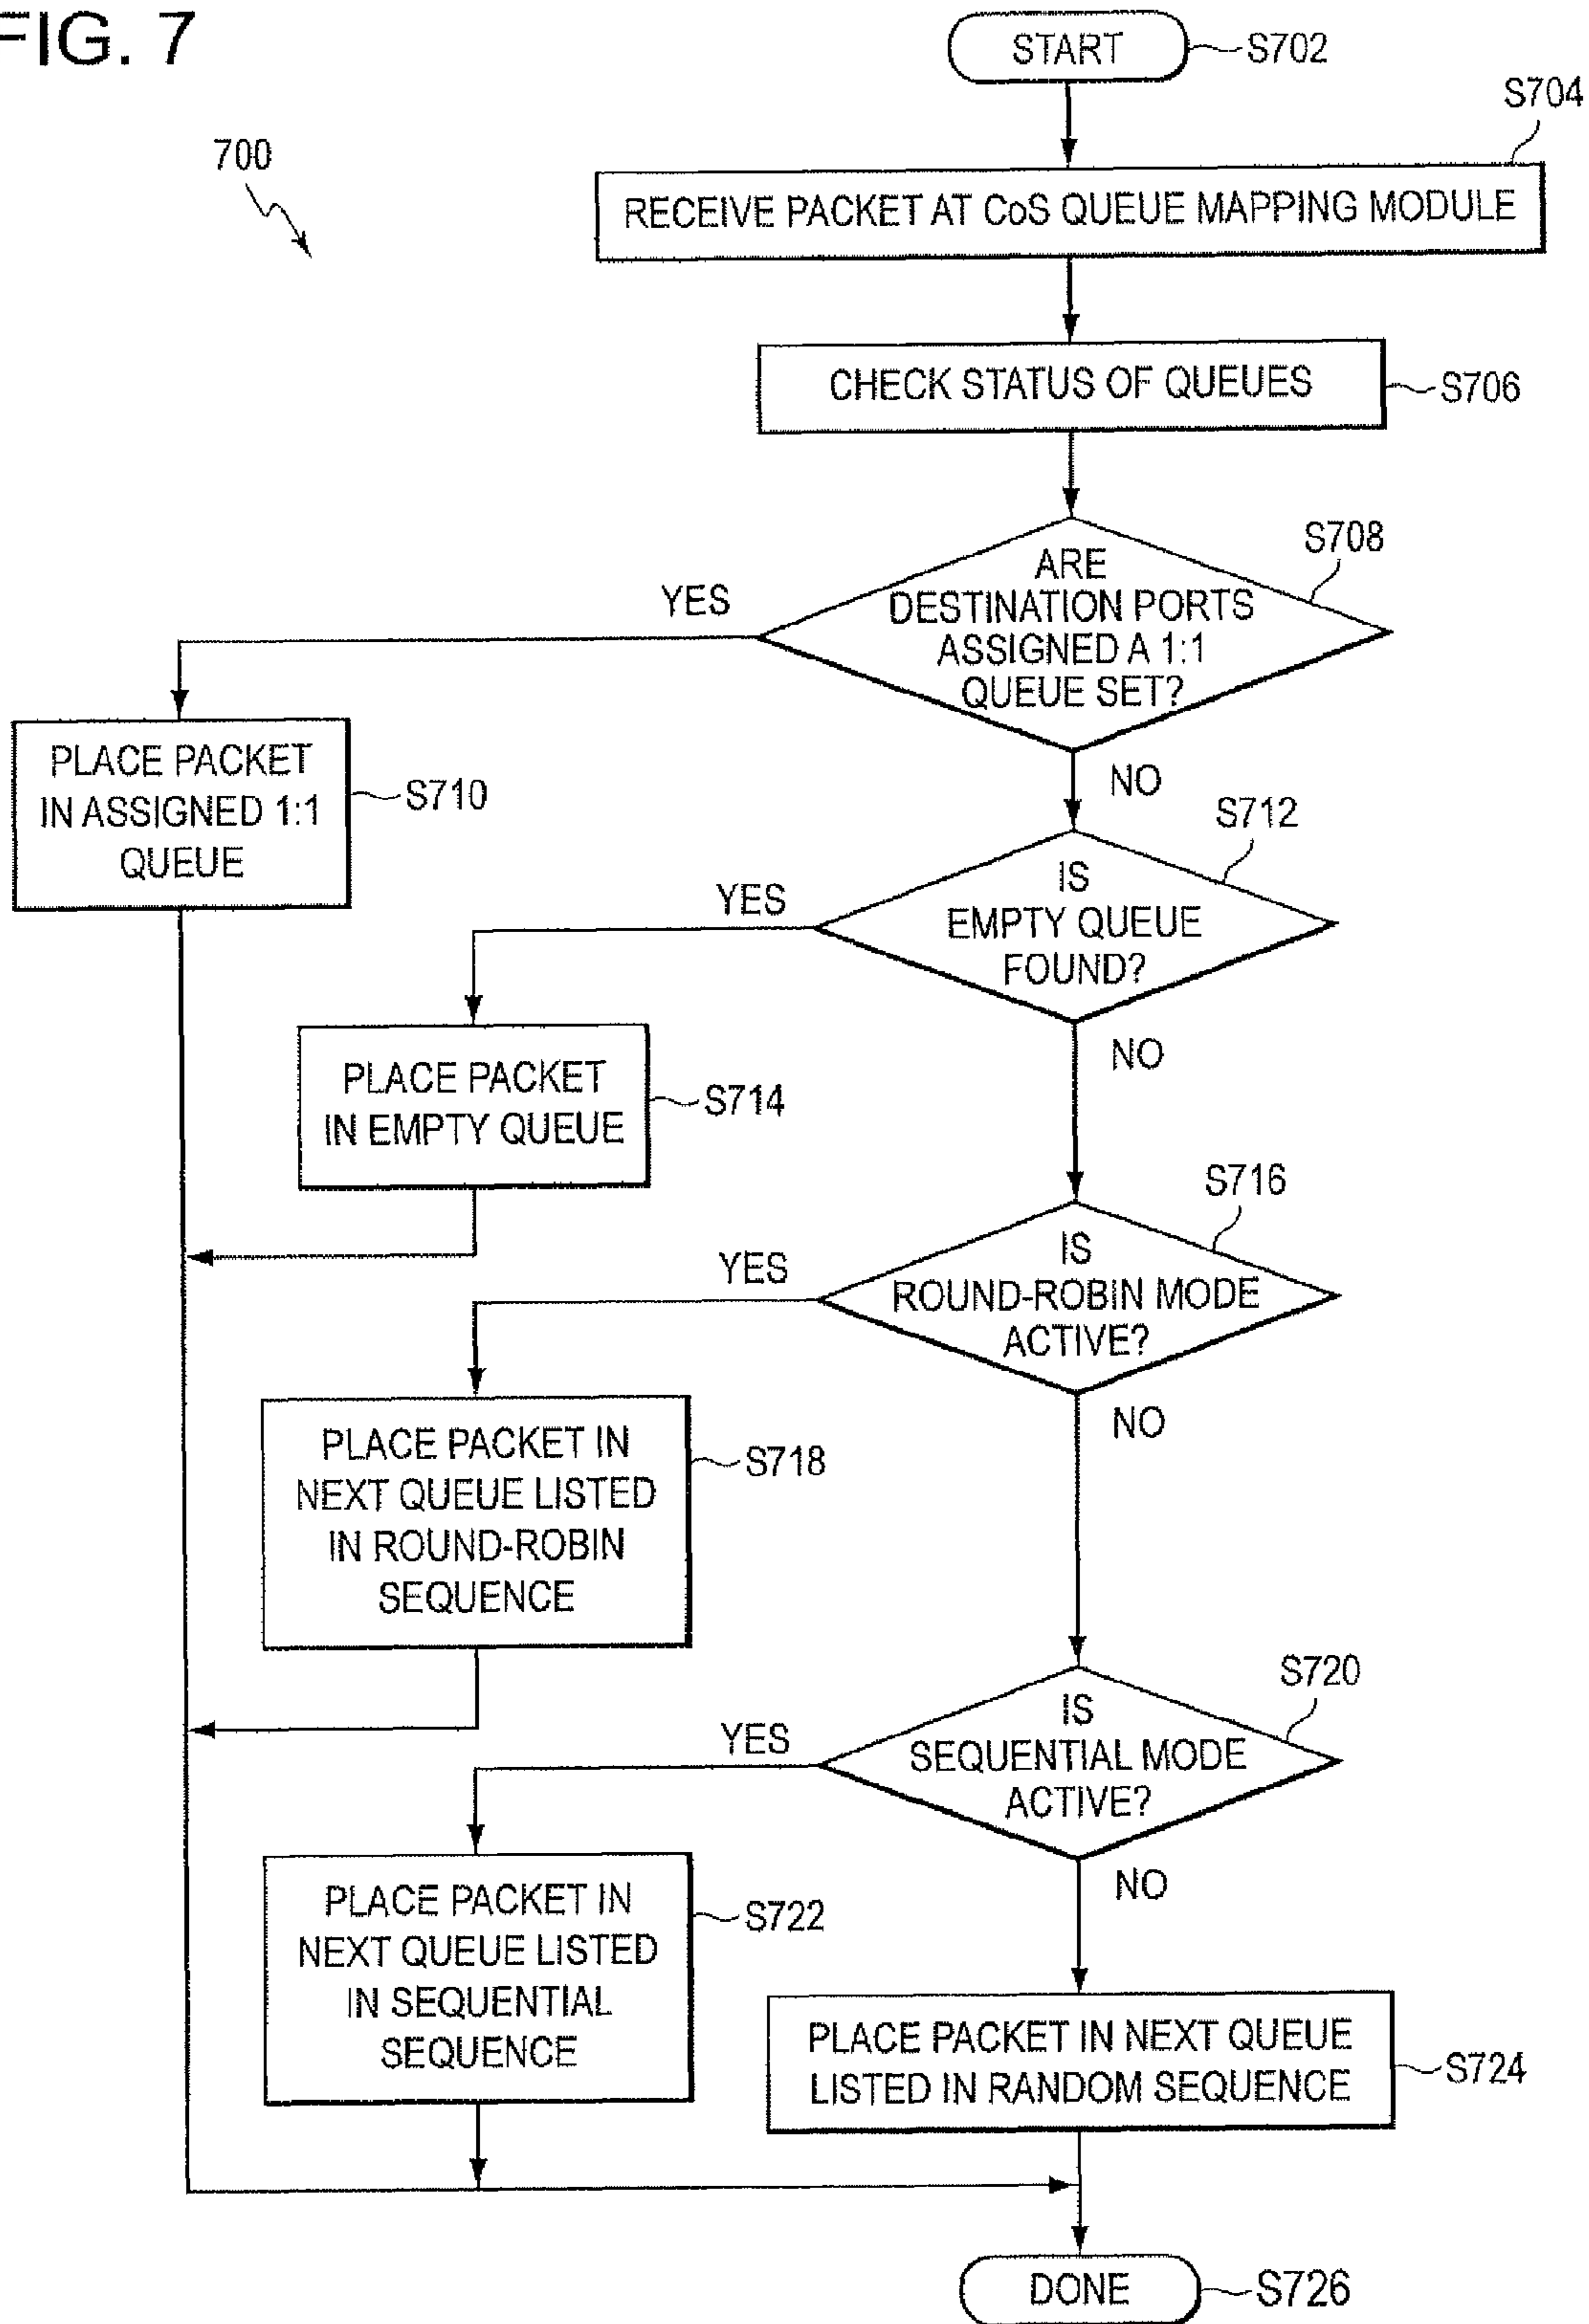 FIG. 7
START
S702
S704
700
RECEIVE PACKET AT CoS QUEUE MAPPING MODULE
CHECK STATUS OF QUEUES
S706
S708
ARE
DESTINATION PORTS
ASSIGNED A 1:1
QUEUE SET?
YES
NO
PLACE PACKET
IN ASSIGNED 1:1
QUEUE
S710
S712
IS
EMPTY QUEUE
FOUND?
YES
NO
PLACE PACKET
IN EMPTY QUEUE
S714
S716
IS
ROUND-ROBIN MODE
ACTIVE?
YES
NO
PLACE PACKET IN
NEXT QUEUE LISTED
IN ROUND-ROBIN
SEQUENCE
S718
S720
IS
SEQUENTIAL MODE
ACTIVE?
YES
NO
PLACE PACKET IN
NEXT QUEUE LISTED
IN SEQUENTIAL
SEQUENCE
S722
PLACE PACKET IN NEXT QUEUE
LISTED IN RANDOM SEQUENCE
S724
DONE
S726